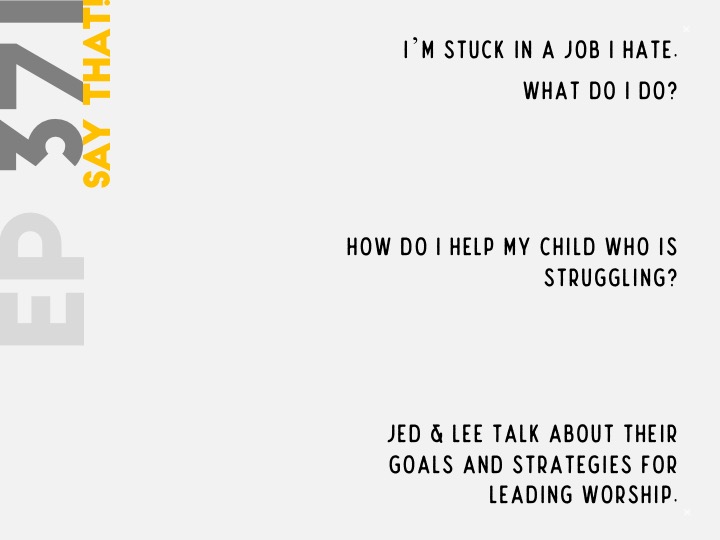 EP 371
SAY THAT!
I'M STUCK IN A JOB I HATE.
WHAT DO I DO?
HOW DO I HELP MY CHILD WHO IS
STRUGGLING?
JED & LEE TALK ABOUT THEIR
GOALS AND STRATEGIES FOR
LEADING WORSHIP.